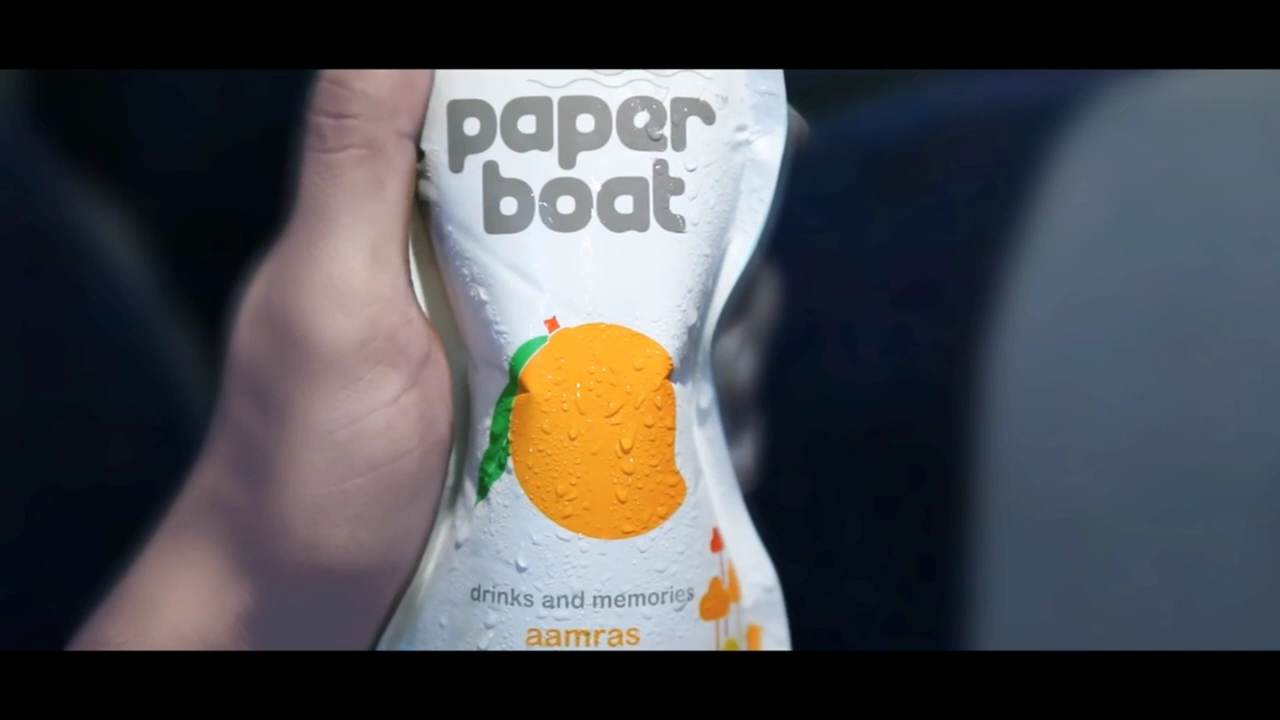 paper
boat
drinks and memories
aamras